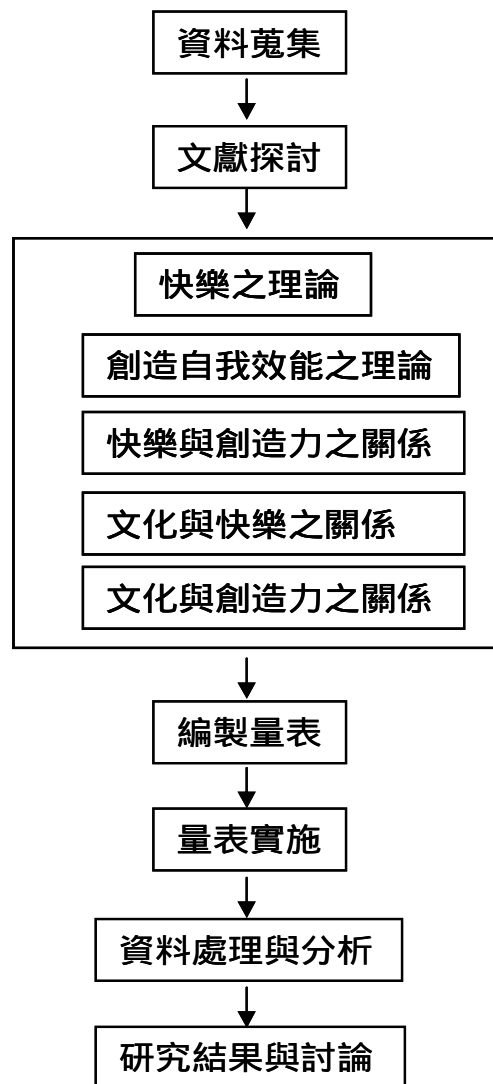 資料蒐集
文獻探討
快樂之理論
創造自我效能之理論
快樂與創造力之關係
文化與快樂之關係
文化與創造力之關係
編製量表
量表實施
資料處理與分析
研究結果與討論